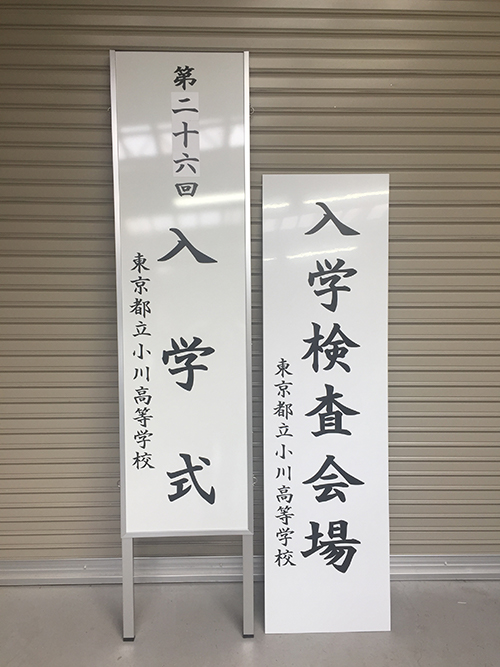 第二十六回
入学式
東京都立小川高等学校
入学検査会場
東京都立小川高等学校